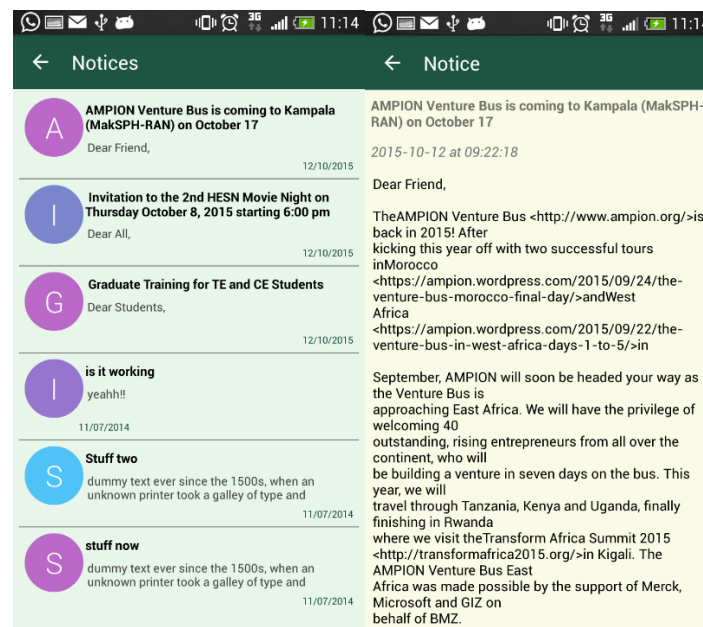 3G 11:14
Notices
A
AMPION Venture Bus is coming to Kampala
(MakSPH-RAN) on October 17
Dear Friend,
12/10/2015
I
Invitation to the 2nd HESN Movie Night on
Thursday October 8, 2015 starting 6:00 pm
Dear All,
12/10/2015
G
Graduate Training for TE and CE Students
Dear Students,
12/10/2015
I
is it working
yeahh!!
11/07/2014
S
Stuff two
dummy text ever since the 1500s, when an
unknown printer took a galley of type and
11/07/2014
S
stuff now
dummy text ever since the 1500s, when an
unknown printer took a galley of type and
11/07/2014
3G 11:14
Notice
AMPION Venture Bus is coming to Kampala (MakSPH-
RAN) on October 17
2015-10-12 at 09:22:18
Dear Friend,
TheAMPION Venture Bus <http://www.ampion.org/>is
back in 2015! After
kicking this year off with two successful tours
inMorocco
<https://ampion.wordpress.com/2015/09/24/the-
venture-bus-morocco-final-day/>andWest
Africa
<https://ampion.wordpress.com/2015/09/22/the-
venture-bus-in-west-africa-days-1-to-5/>in
September, AMPION will soon be headed your way as
the Venture Bus is
approaching East Africa. We will have the privilege of
welcoming 40
outstanding, rising entrepreneurs from all over the
continent, who will
be building a venture in seven days on the bus. This
year, we will
travel through Tanzania, Kenya and Uganda, finally
finishing in Rwanda
where we visit theTransform Africa Summit 2015
<http://transformafrica2015.org/>in Kigali. The
AMPION Venture Bus East
Africa was made possible by the support of Merck,
Microsoft and GIZ on
behalf of BMZ.